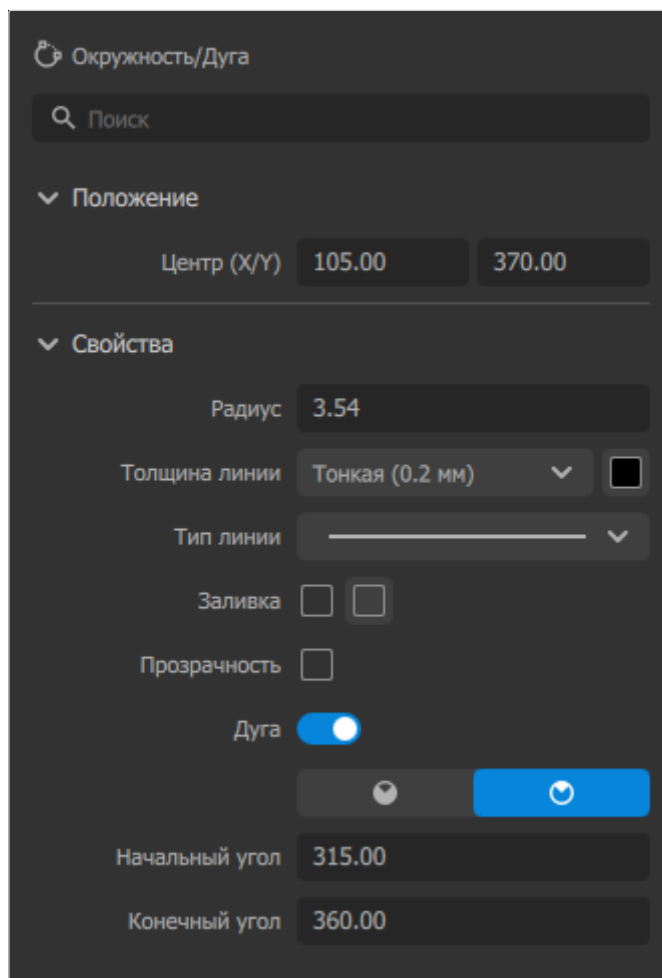 Окружность/Дуга
Поиск
Положение
Центр (X/Y) 105.00 370.00
Свойства
Радиус 3.54
Толщина линии Тонкая (0.2 мм)
Тип линии
Заливка
Прозрачность
Дуга
Начальный угол 315.00
Конечный угол 360.00